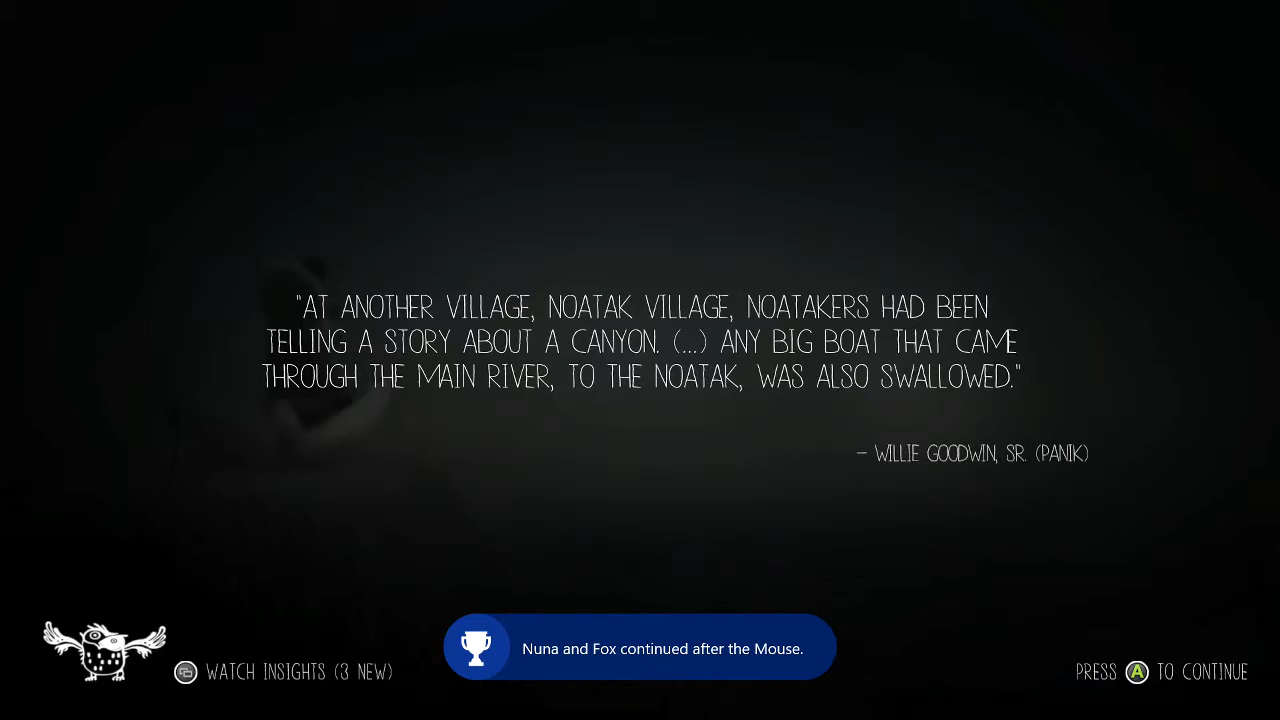 "AT ANOTHER VILLAGE, NOATAK VILLAGE, NOATAKERS HAD BEEN
TELLING A STORY ABOUT A CANYON. (...) ANY BIG BOAT THAT CAME
THROUGH THE MAIN RIVER, TO THE NOATAK, WAS ALSO SWALLOWED."
- WILLIE GOODWIN, SR. (PANIK)
Nuna and Fox continued after the Mouse.
WATCH INSIGHTS (3 NEW)
PRESS A TO CONTINUE